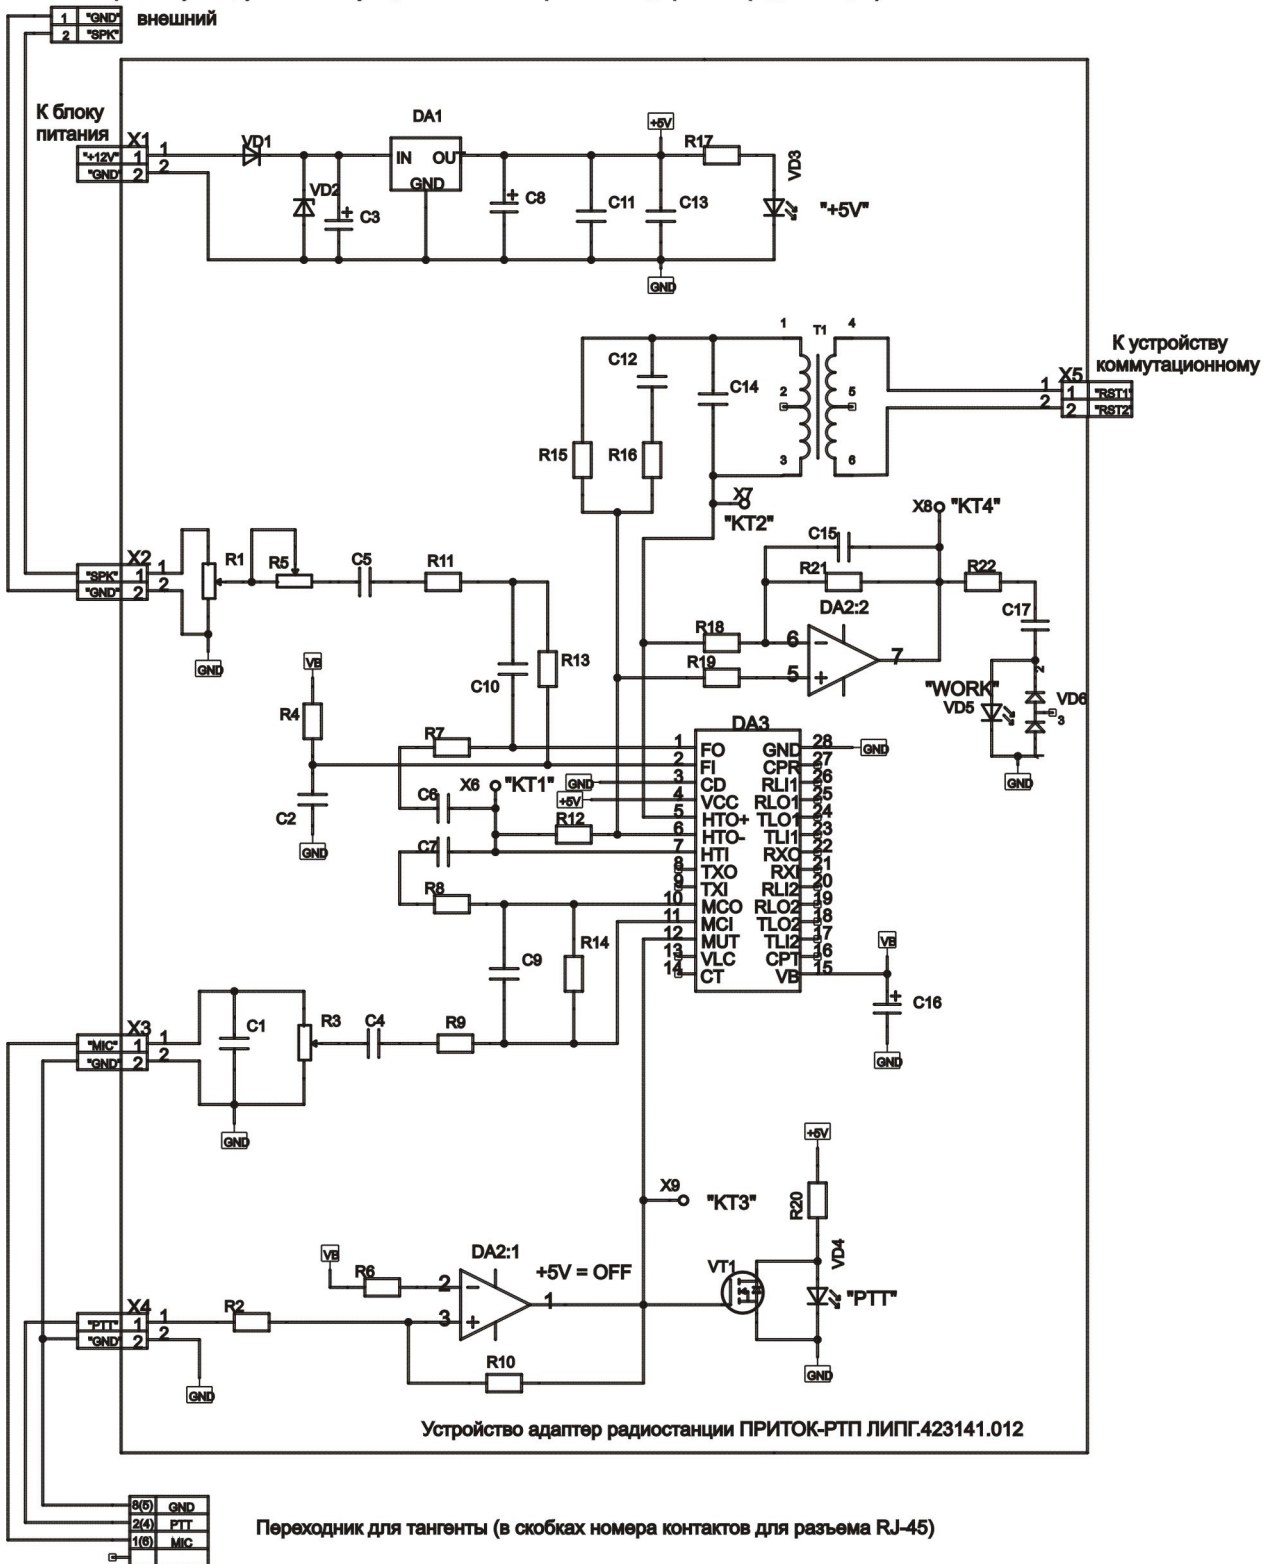 1 "GND" внешний
2 "SPK"
К блоку
питания
X1
"+12V" 1 1
"GND" 2 2
VD1
VD2
C3
+
DA1
IN OUT
GND
+
C8
C11
+5V
C13
GND
R17
VD3
"+5V"
1
T1
4
C12
C14
2
5
R15
R16
3
6
К устройству
коммутационному
X5
1 1 "RST1"
2 2 "RST2"
X7
"KT2"
X8 "KT4"
C15
R21
R22
DA2:2
C17
R18
6
R19
5
7
"WORK"
VD5
2
VD6
3
GND
X2
"SPK" 1 1
"GND" 2 2
R1
R5
C5
R11
GND
C10
R13
VB
R4
C2
GND
R7
X6 "KT1"
C6
C7
R8
R12
GND
+5V
DA3
1 FO GND 28 GND
2 FI CPR 27
3 CD RLI1 26
4 VCC RLO1 25
5 HTO+ TLO1 24
6 HTO- TLI1 23
7 HTI RXO 22
8 TXO RXI 21
9 TXI RLI2 20
10 MCO RLO2 19
11 MCI TLO2 18
12 MUT TLI2 17
13 VLC CPT 16
14 CT VB 15
VB
+
C16
GND
C9
R14
X3
"MIC" 1 1
"GND" 2 2
C1
R3
C4
R9
GND
X9
"KT3"
+5V
R20
VD4
VT1
"PTT"
GND
VB
R6
DA2:1
2
3
1
+5V = OFF
R2
R10
X4
"PTT" 1 1
"GND" 2 2
GND
Устройство адаптер радиостанции ПРИТОК-РТП ЛИПГ.423141.012
8(5) GND
2(4) PTT
1(6) MIC
Переходник для тангенты (в скобках номера контактов для разъема RJ-45)